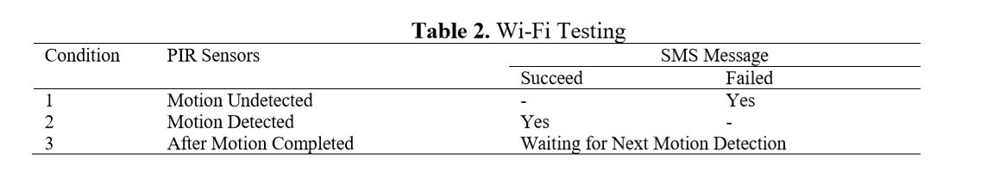 Table 2. Wi-Fi Testing
Condition PIR Sensors SMS Message
Succeed Failed
1 Motion Undetected - Yes
2 Motion Detected Yes -
3 After Motion Completed Waiting for Next Motion Detection